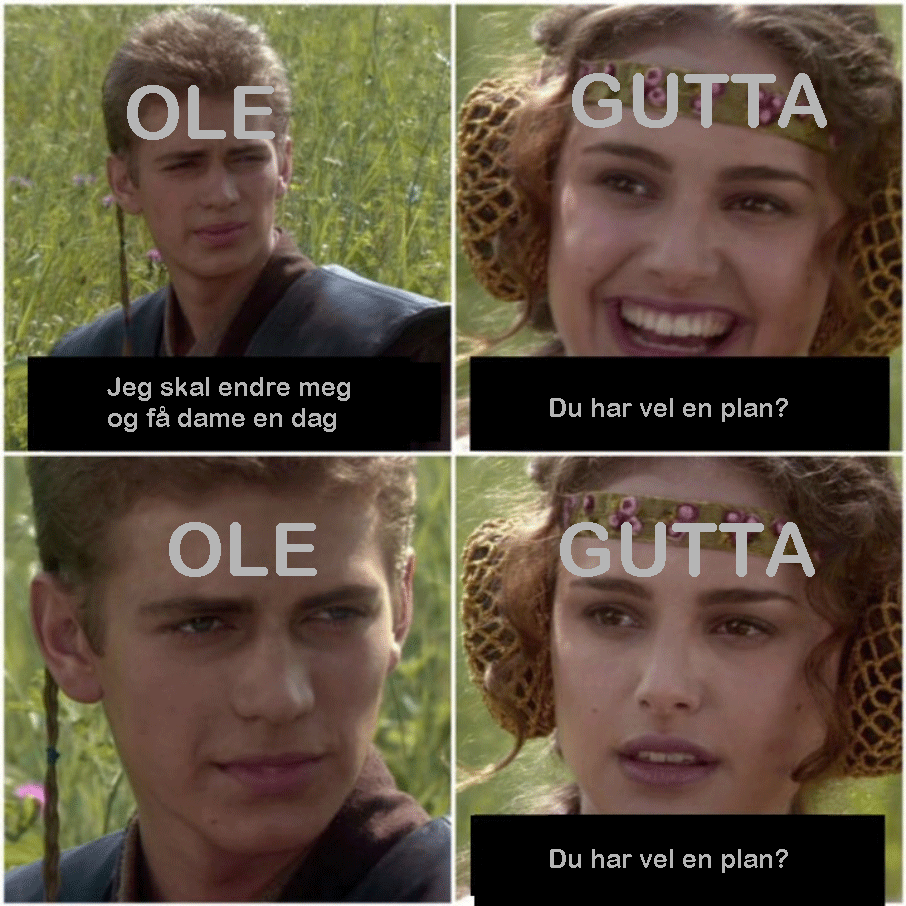 OLE
GUTTA
Jeg skal endre meg
og få dame en dag
Du har vel en plan?
OLE
GUTTA
Du har vel en plan?